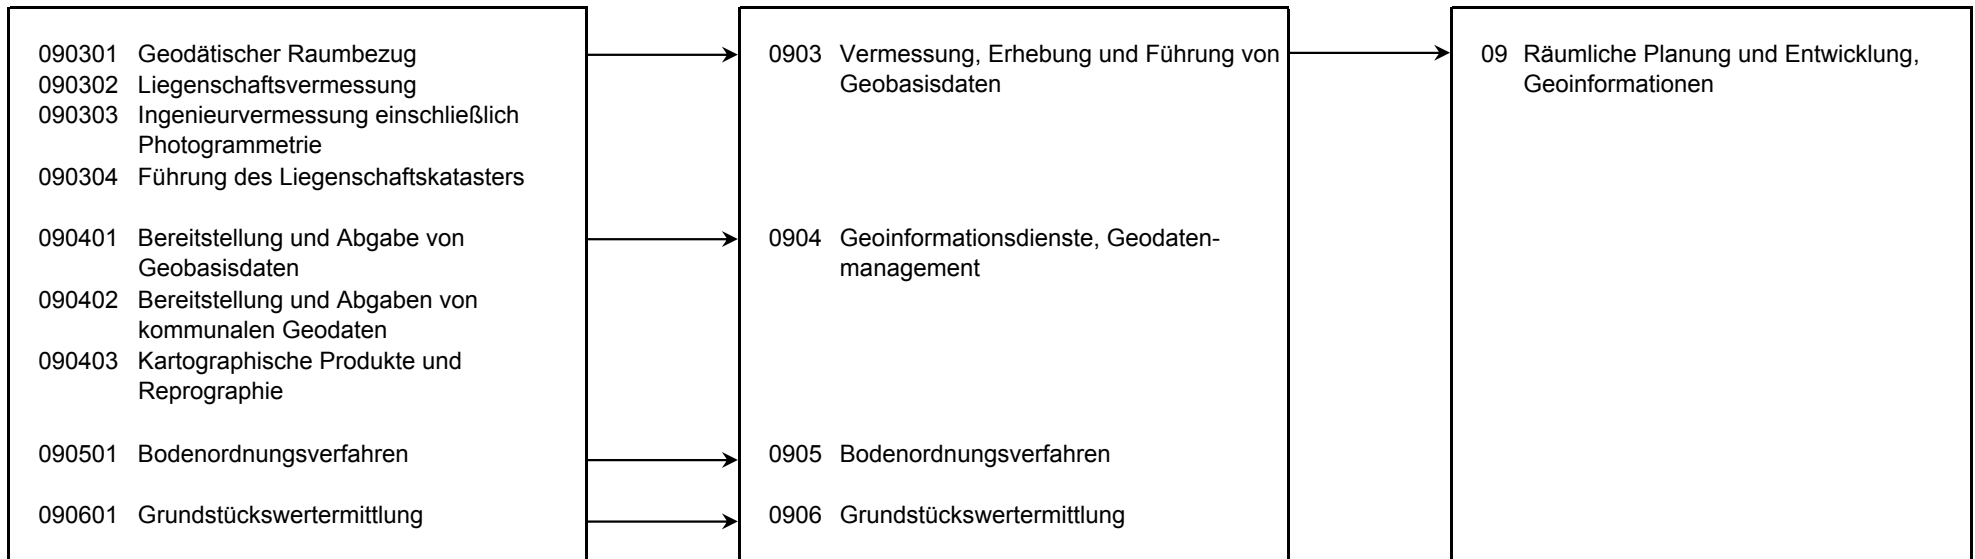 090301 Geodätischer Raumbezug
090302 Liegenschaftsvermessung
090303 Ingenieurvermessung einschließlich
Photogrammetrie
090304 Führung des Liegenschaftskatasters
090401 Bereitstellung und Abgabe von
Geobasisdaten
090402 Bereitstellung und Abgaben von
kommunalen Geodaten
090403 Kartographische Produkte und
Reprographie
090501 Bodenordnungsverfahren
090601 Grundstückswertermittlung
0903 Vermessung, Erhebung und Führung von
Geobasisdaten
0904 Geoinformationsdienste, Geodaten-
management
0905 Bodenordnungsverfahren
0906 Grundstückswertermittlung
09 Räumliche Planung und Entwicklung,
Geoinformationen